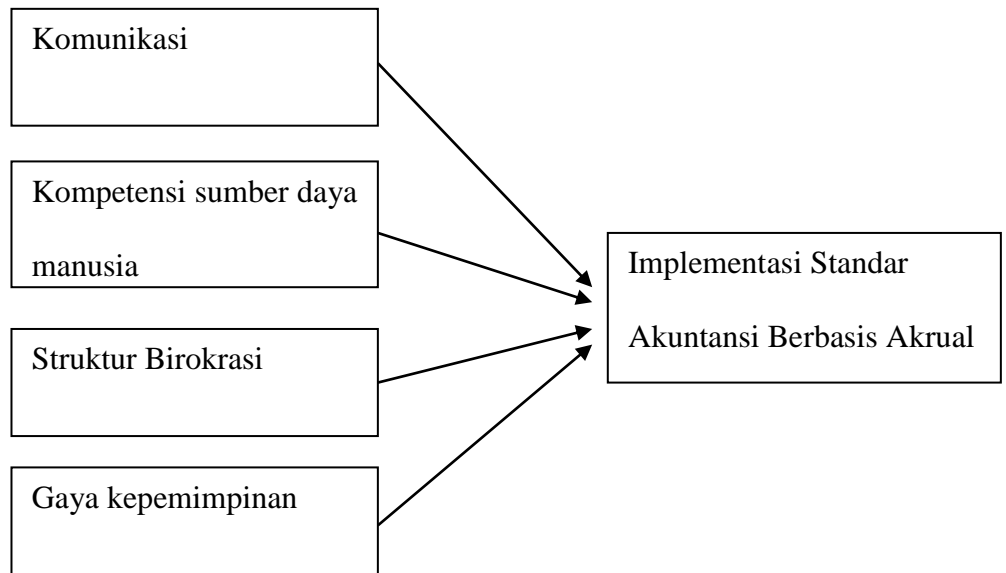 Komunikasi
Kompetensi sumber daya
manusia
Struktur Birokrasi
Gaya kepemimpinan
Implementasi Standar
Akuntansi Berbasis Akrual